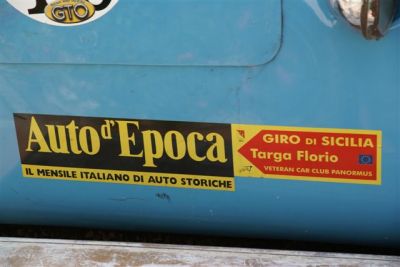 GTO
Auto d'Epoca
IL MENSILE ITALIANO DI AUTO STORICHE
GIRO DI SICILIA
Targa Florio
VETERAN CAR CLUB PANORMUS